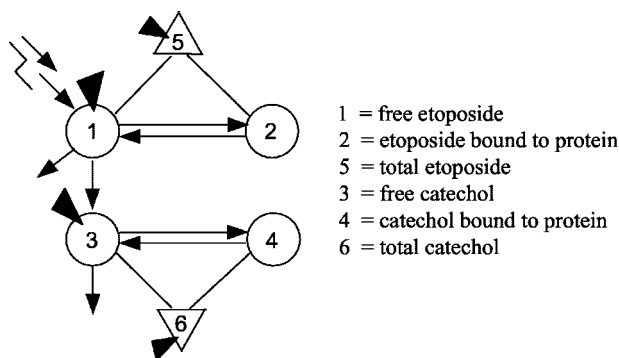 5
1
2
3
4
6
1 = free etoposide
2 = etoposide bound to protein
5 = total etoposide
3 = free catechol
4 = catechol bound to protein
6 = total catechol